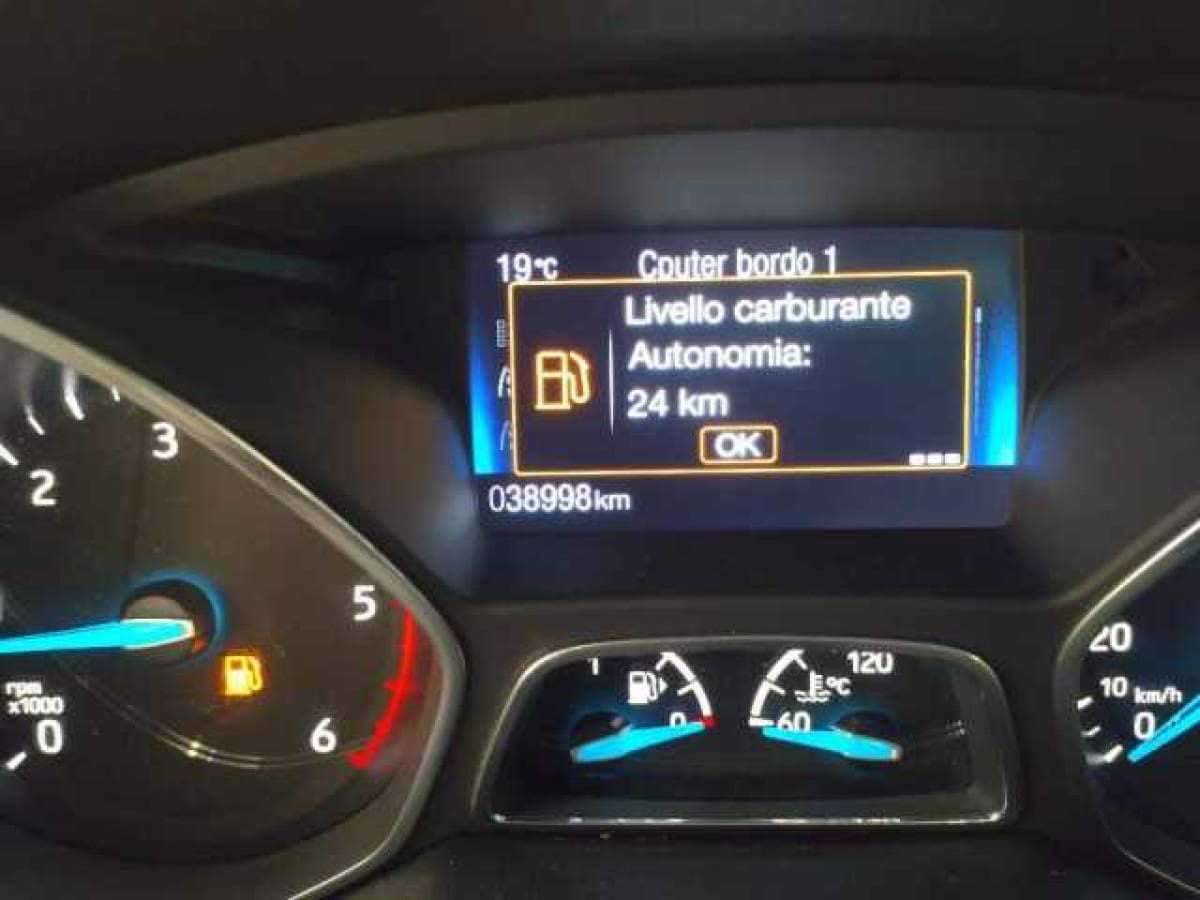 19°C Cputer bordo 1
Livello carburante
Autonomia:
24 km
OK
038998km
2
3
5
6
rpm
x1000
0
1
0
°C
120
60
20
10
km/h
0